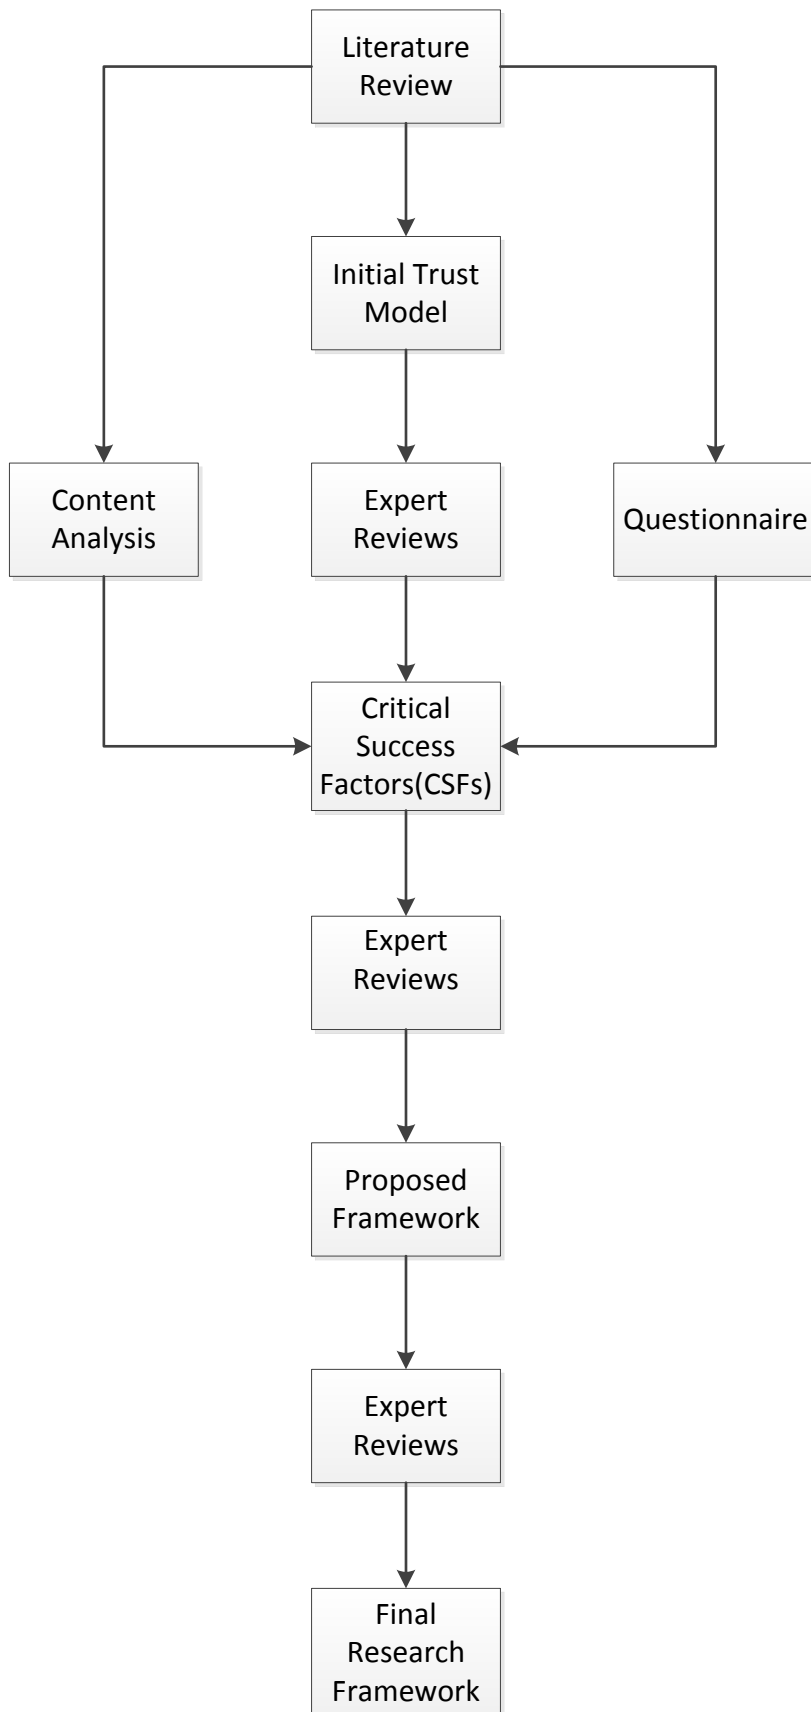 Literature
Review
Initial Trust
Model
Content
Analysis
Expert
Reviews
Questionnaire
Critical
Success
Factors(CSFs)
Expert
Reviews
Proposed
Framework
Expert
Reviews
Final
Research
Framework